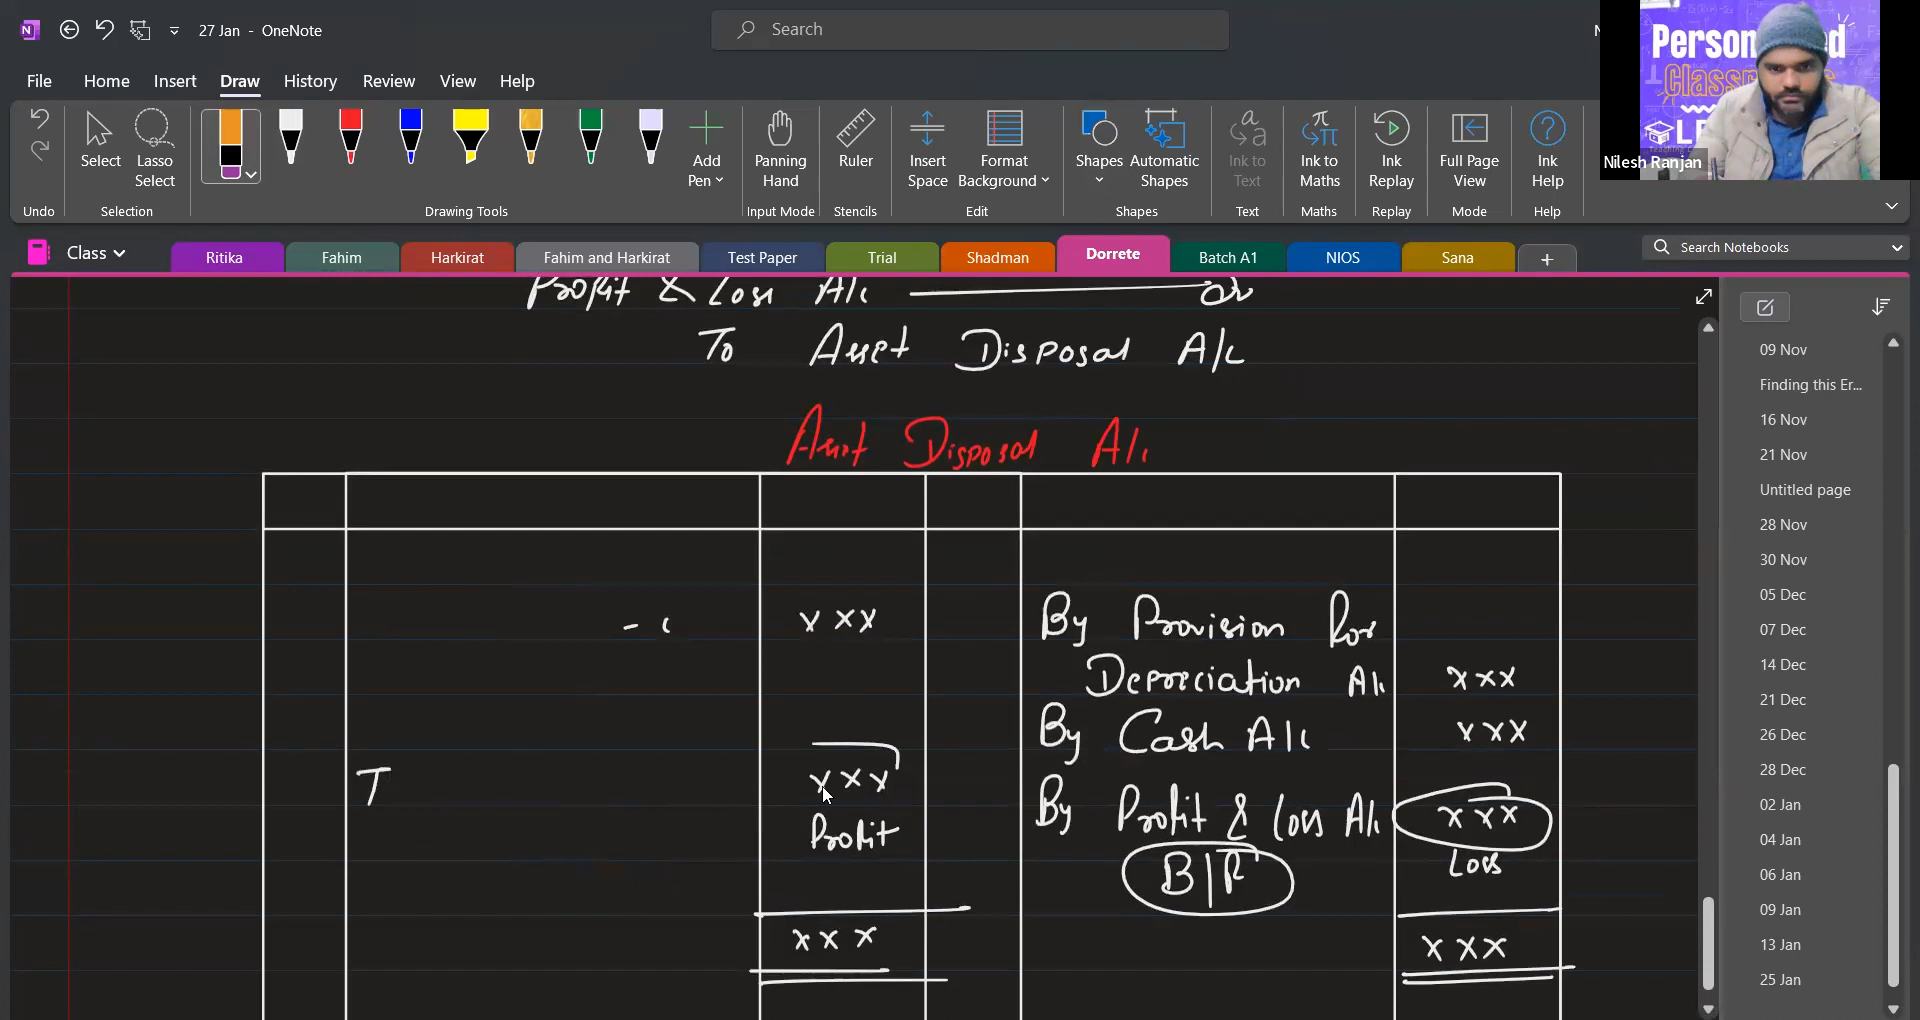 27 Jan - OneNote
Search
File Home Insert Draw History Review View Help
Select
Lasso Select
Add Pen
Panning Hand
Ruler
Insert Space
Format Background
Shapes
Automatic Shapes
Ink to Text
Ink to Maths
Ink Replay
Full Page View
Ink Help
Undo Selection Drawing Tools Input Mode Stencils Edit Shapes Text Maths Replay Mode Help
Nilesh Ranjan
Class
Ritika Fahim Harkirat Fahim and Harkirat Test Paper Trial Shadman Dorrete Batch A1 NIOS Sana +
Search Notebooks
Profit & Loss A/c Dr
To Asset Disposal A/c
Asset Disposal A/c
xxx
By Provision for
Depreciation A/c xxx
By Cash A/c xxx
T xxx
Profit
By Profit & Loss A/c xxx
B/F Loss
xxx xxx
09 Nov
Finding this Er...
16 Nov
21 Nov
Untitled page
28 Nov
30 Nov
05 Dec
07 Dec
14 Dec
21 Dec
26 Dec
28 Dec
02 Jan
04 Jan
06 Jan
09 Jan
13 Jan
25 Jan